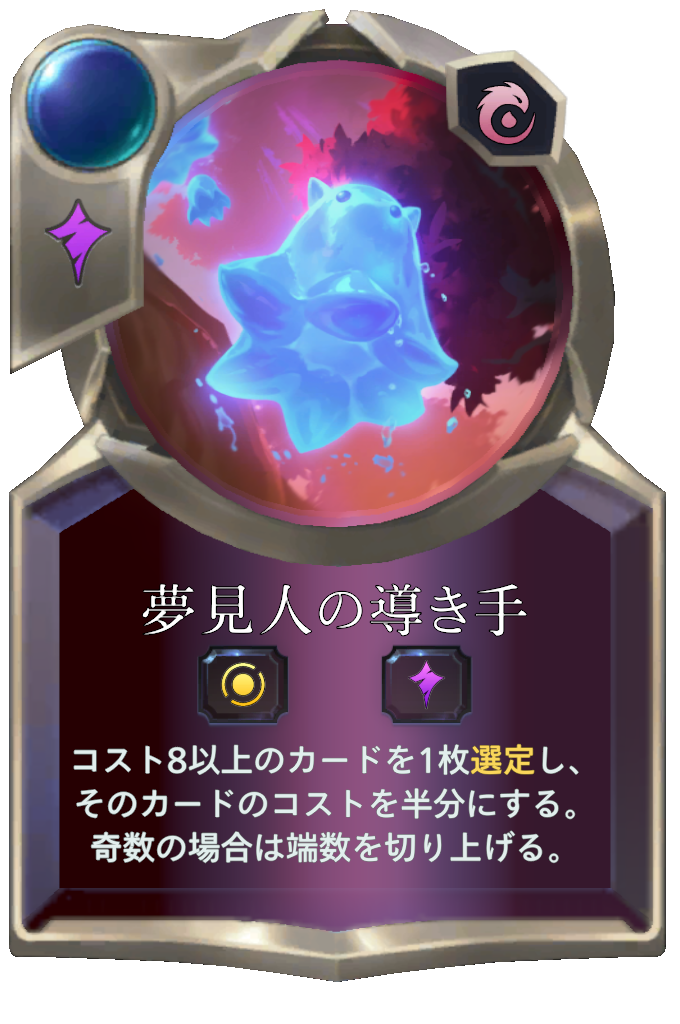 夢見人の導き手
コスト8以上のカードを1枚選定し、
そのカードのコストを半分にする。
奇数の場合は端数を切り上げる。